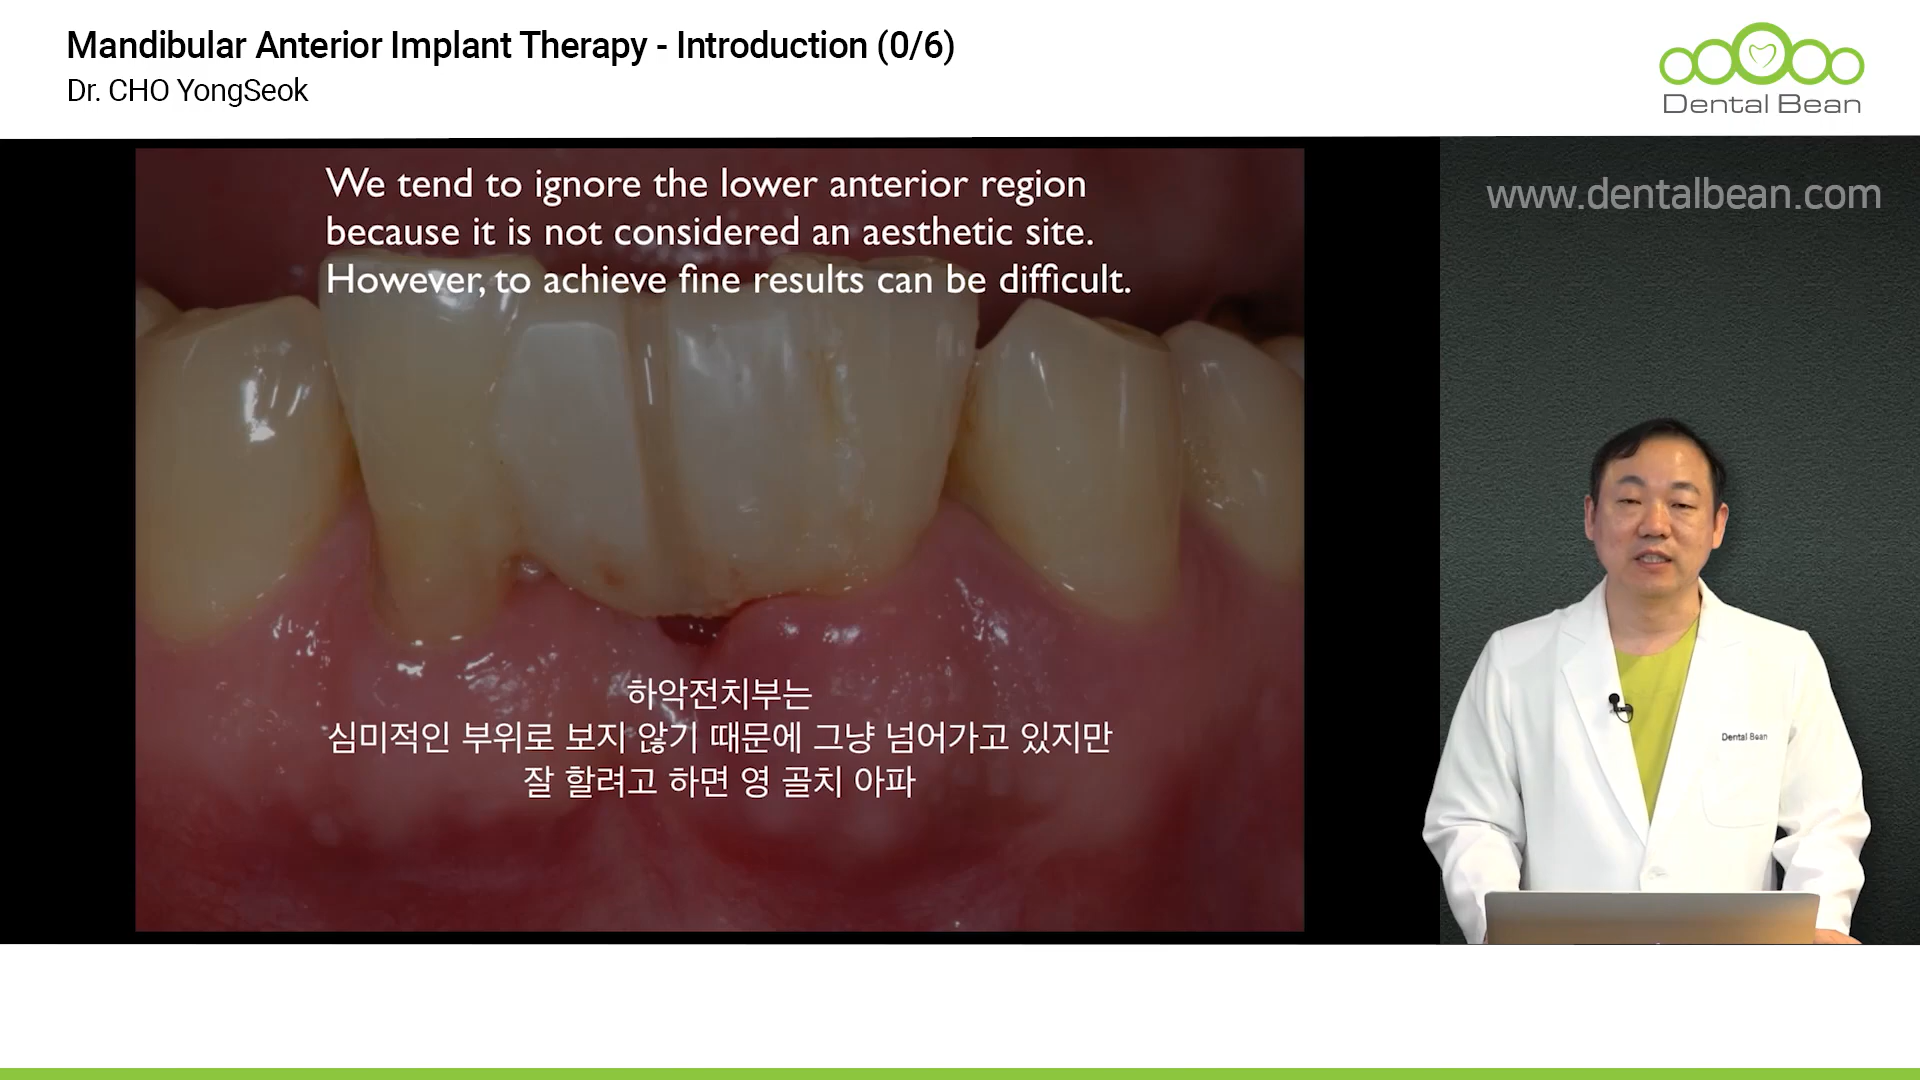 Mandibular Anterior Implant Therapy - Introduction (0/6)
Dr. CHO YongSeok
Dental Bean
We tend to ignore the lower anterior region
because it is not considered an aesthetic site.
However, to achieve fine results can be difficult.
www.dentalbean.com
하악전치부는
심미적인 부위로 보지 않기 때문에 그냥 넘어가고 있지만
잘 할려고 하면 영 골치 아파
Dental Bean